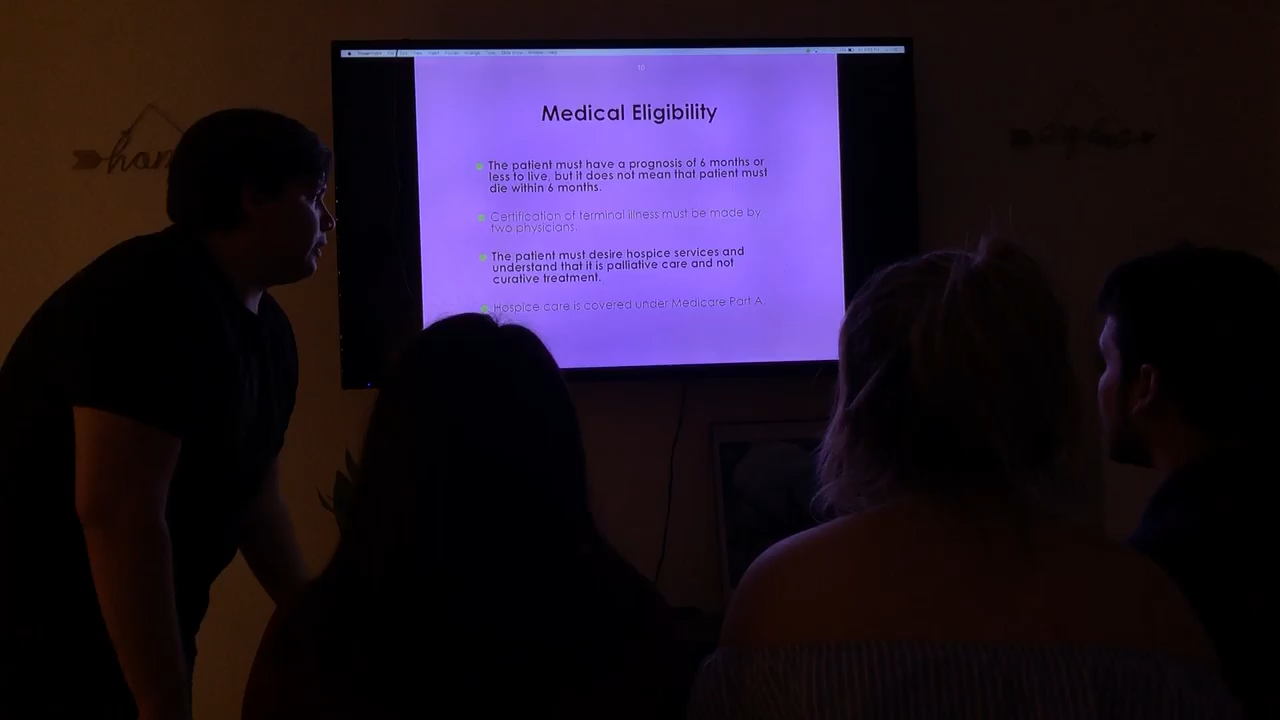 10
Medical Eligibility
The patient must have a prognosis of 6 months or
less to live, but it does not mean that patient must
die within 6 months.
Certification of terminal illness must be made by
two physicians.
The patient must desire hospice services and
understand that it is palliative care and not
curative treatment.
Hospice care is covered under Medicare Part A.